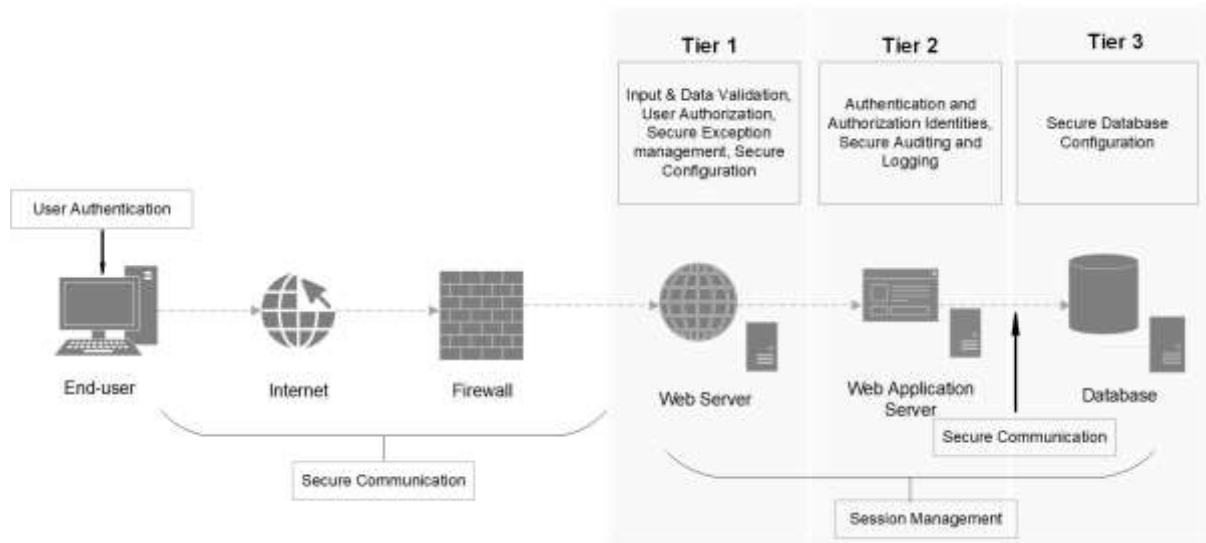 Tier 1
Tier 2
Tier 3
Input & Data Validation,
User Authorization,
Secure Exception
management, Secure
Configuration
Authentication and
Authorization Identities,
Secure Auditing and
Logging
Secure Database
Configuration
User Authentication
End-user
Internet
Firewall
Web Server
Web Application
Server
Database
Secure Communication
Secure Communication
Session Management